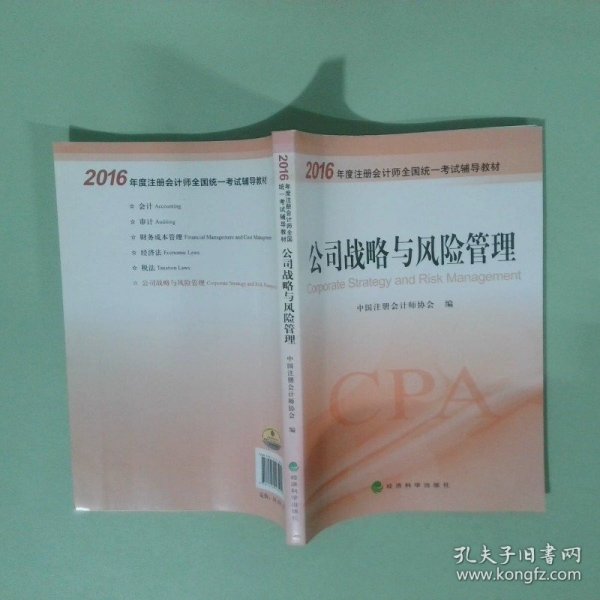 2016年度注册会计师全国统一考试辅导教材
☆ 会计 Accounting
☆ 审计 Auditing
☆ 财务成本管理 Financial Management and Cost Managem
☆ 经济法 Economic Laws
☆ 税法 Taxation Laws
☆ 公司战略与风险管理 Corporate Strategy and Risk
2016年度注册会计师全国统一考试辅导教材
公司战略与风险管理
中国注册会计师协会 编
2016年度注册会计师全国统一考试辅导教材
公司战略与风险管理
Corporate Strategy and Risk Management
中国注册会计师协会 编
CPA
经济科学出版社
孔夫子旧书网
www.kongfz.com